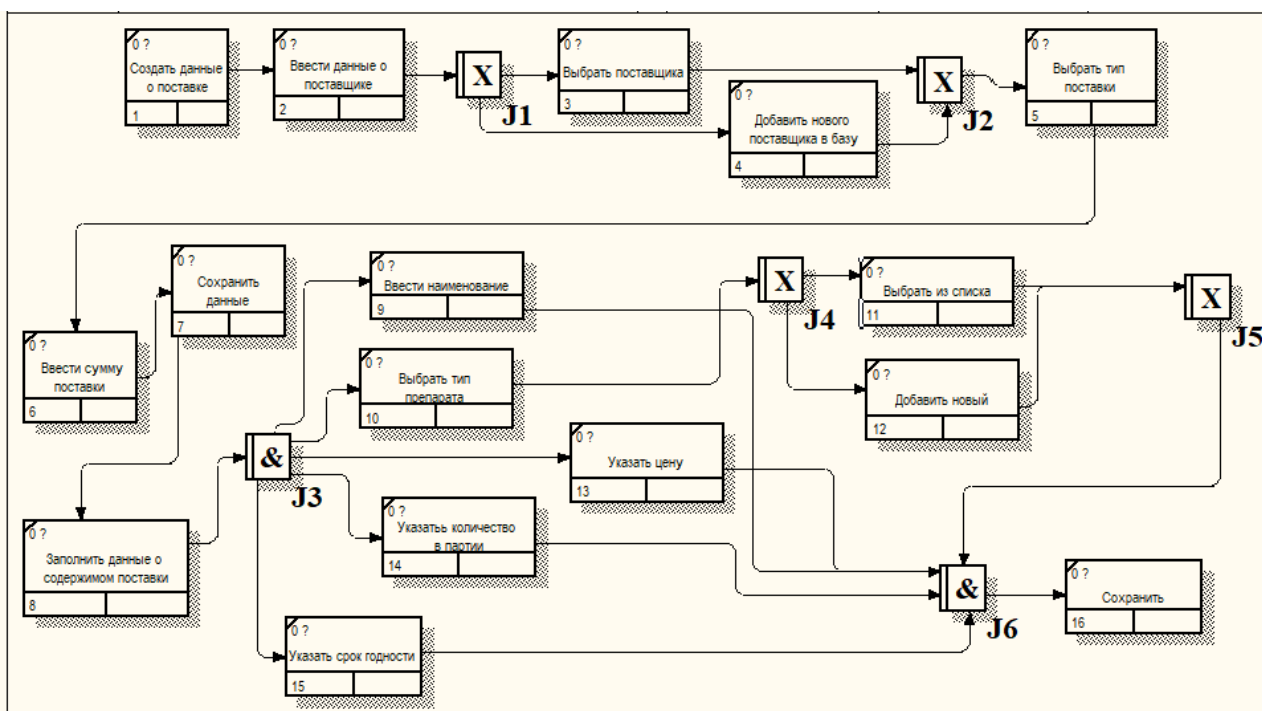 0 ?
Создать данные
о поставке
1
0 ?
Ввести данные о
поставщике
2
X
J1
0 ?
Выбрать поставщика
3
0 ?
Добавить нового
поставщика в базу
4
X
J2
0 ?
Выбрать тип
поставки
5
0 ?
Ввести сумму
поставки
6
0 ?
Сохранить
данные
7
0 ?
Заполнить данные о
содержимом поставки
8
&
J3
0 ?
Ввести наименование
9
0 ?
Выбрать тип
препарата
10
X
J4
0 ?
Выбрать из списка
11
0 ?
Добавить новый
12
X
J5
0 ?
Указать цену
13
0 ?
Указатьь количество
в партии
14
0 ?
Указать срок годности
15
&
J6
0 ?
Сохранить
16